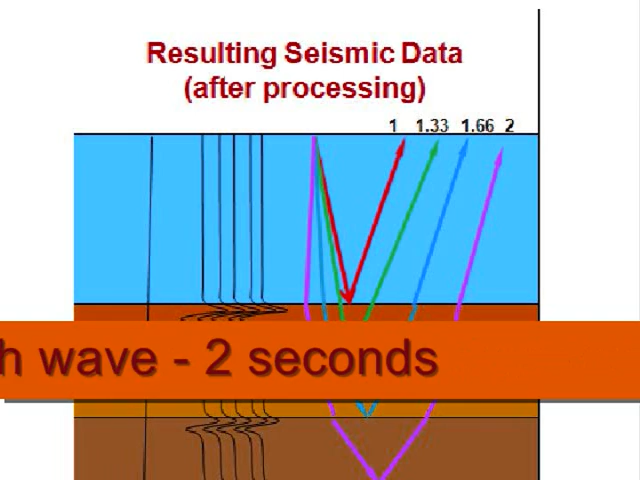 Resulting Seismic Data
(after processing)
1 1.33 1.66 2
h wave - 2 seconds